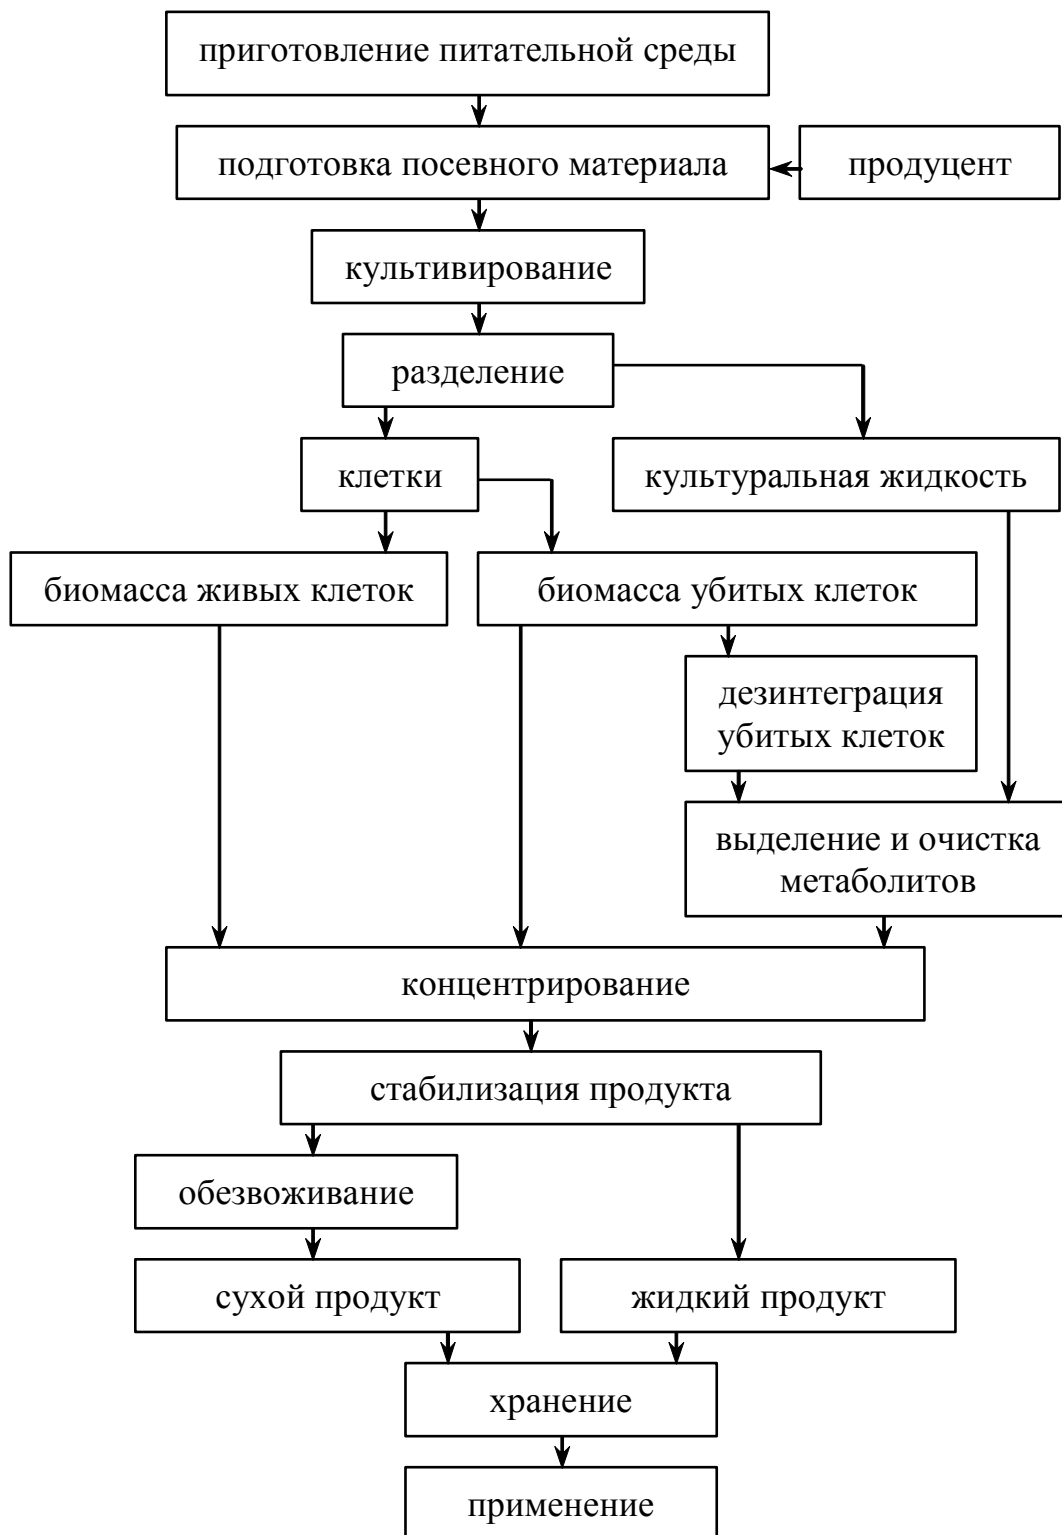 приготовление питательной среды
подготовка посевного материала
продуцент
культивирование
разделение
клетки
культуральная жидкость
биомасса живых клеток
биомасса убитых клеток
дезинтеграция
убитых клеток
выделение и очистка
метаболитов
концентрирование
стабилизация продукта
обезвоживание
сухой продукт
жидкий продукт
хранение
применение